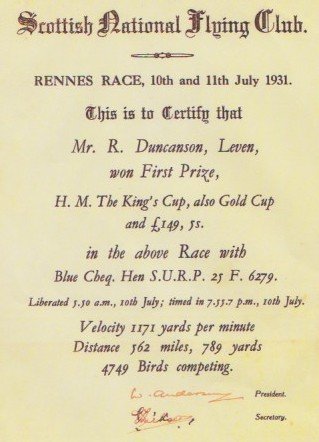 Scottish National Flying Club.
RENNES RACE, 10th and 11th July 1931.
This is to Certify that
Mr. R. Duncanson, Leven,
won First Prize,
H. M. The King's Cup, also Gold Cup
and £149, 5s.
in the above Race with
Blue Cheq. Hen S.U.R.P. 25 F. 6279.
Liberated 5.50 a.m., 10th July; timed in 7.55.7 p.m., 10th July.
Velocity 1171 yards per minute
Distance 562 miles, 789 yards
4749 Birds competing.
W. Anderson President.
Secretary.